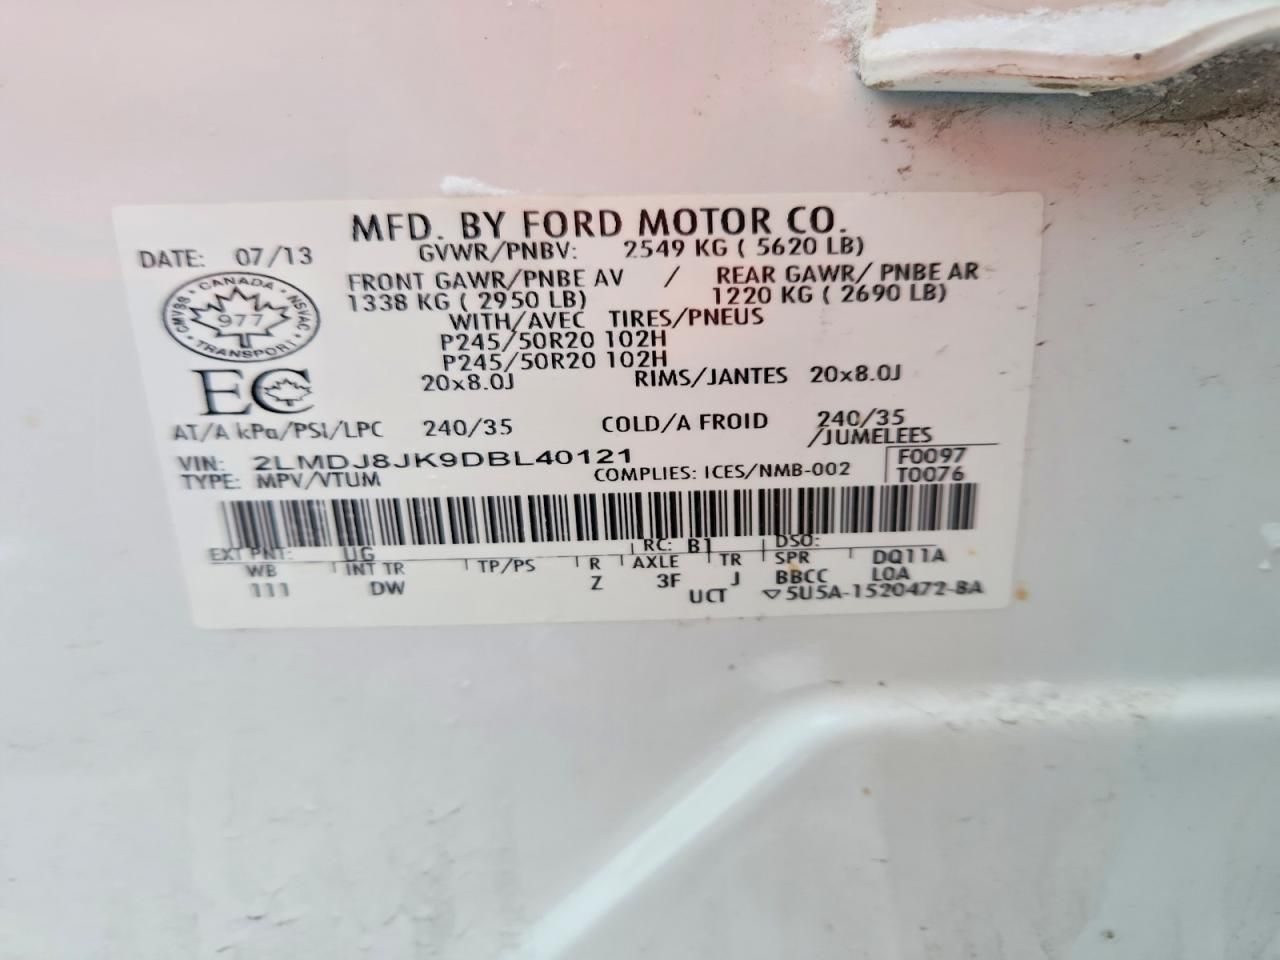 MFD. BY FORD MOTOR CO.
DATE: 07/13 GVWR/PNBV: 2549 KG ( 5620 LB)
FRONT GAWR/PNBE AV / REAR GAWR/ PNBE AR
1338 KG ( 2950 LB) 1220 KG ( 2690 LB)
WITH/AVEC TIRES/PNEUS
P245/50R20 102H
P245/50R20 102H
20x8.0J RIMS/JANTES 20x8.0J
CANADA
CMVSS 977 NSVAC
TRANSPORT
EC
AT/A kPa/PSI/LPC 240/35 COLD/A FROID 240/35
/JUMELEES
VIN: 2LMDJ8JK9DBL40121 F0097
TYPE: MPV/VTUM COMPLIES: ICES/NMB-002 T0076
EXT PNT: UG RC: B1 DSO:
WB INT TR TP/PS R AXLE TR SPR DQ11A
111 DW Z 3F J BBCC LOA
UCT 5U5A-1520472-BA